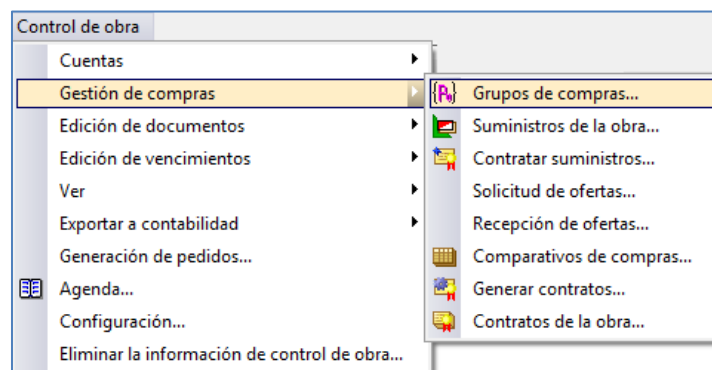 Control de obra
Cuentas
Gestión de compras
Edición de documentos
Edición de vencimientos
Ver
Exportar a contabilidad
Generación de pedidos...
Agenda...
Configuración...
Eliminar la información de control de obra...
Grupos de compras...
Suministros de la obra...
Contratar suministros...
Solicitud de ofertas...
Recepción de ofertas...
Comparativos de compras...
Generar contratos...
Contratos de la obra...